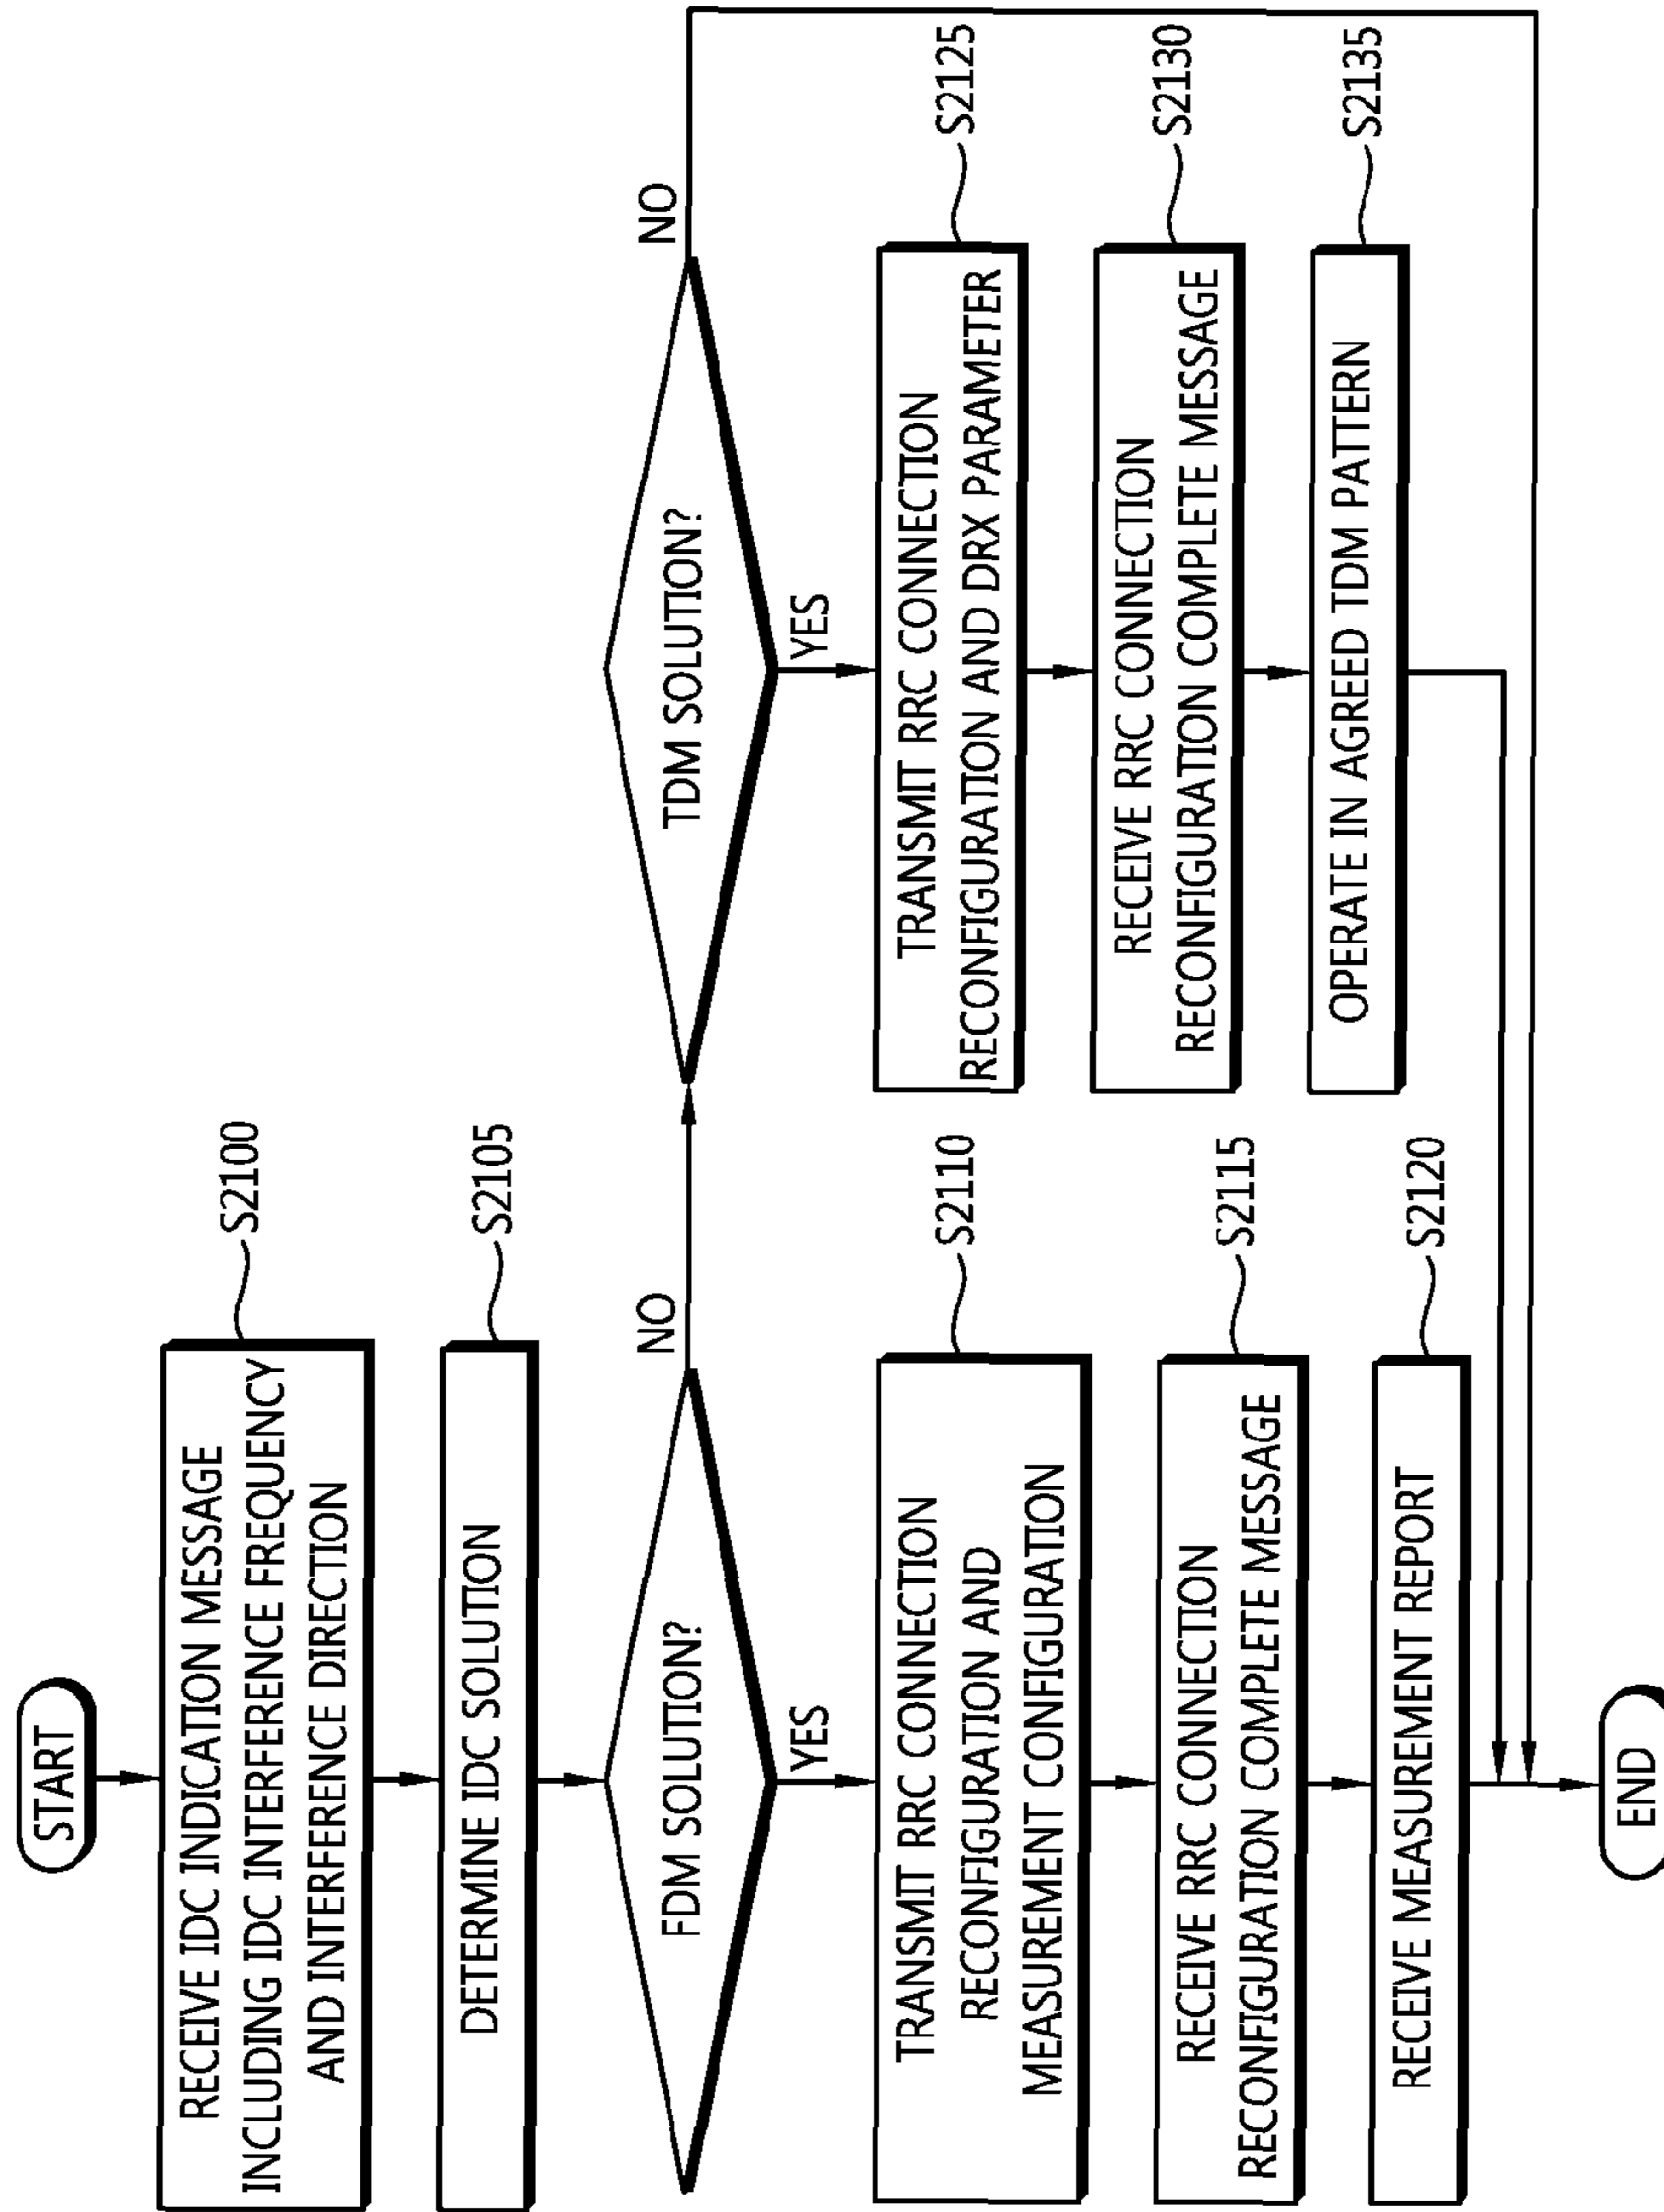 START
RECEIVE IDC INDICATION MESSAGE
INCLUDING IDC INTERFERENCE FREQUENCY
AND INTERFERENCE DIRECTION
S2100
DETERMINE IDC SOLUTION
S2105
FDM SOLUTION?
NO
YES
TRANSMIT RRC CONNECTION
RECONFIGURATION AND
MEASUREMENT CONFIGURATION
S2110
RECEIVE RRC CONNECTION
RECONFIGURATION COMPLETE MESSAGE
S2115
RECEIVE MEASUREMENT REPORT
S2120
TDM SOLUTION?
NO
YES
TRANSMIT RRC CONNECTION
RECONFIGURATION AND DRX PARAMETER
S2125
RECEIVE RRC CONNECTION
RECONFIGURATION COMPLETE MESSAGE
S2130
OPERATE IN AGREED TDM PATTERN
S2135
END